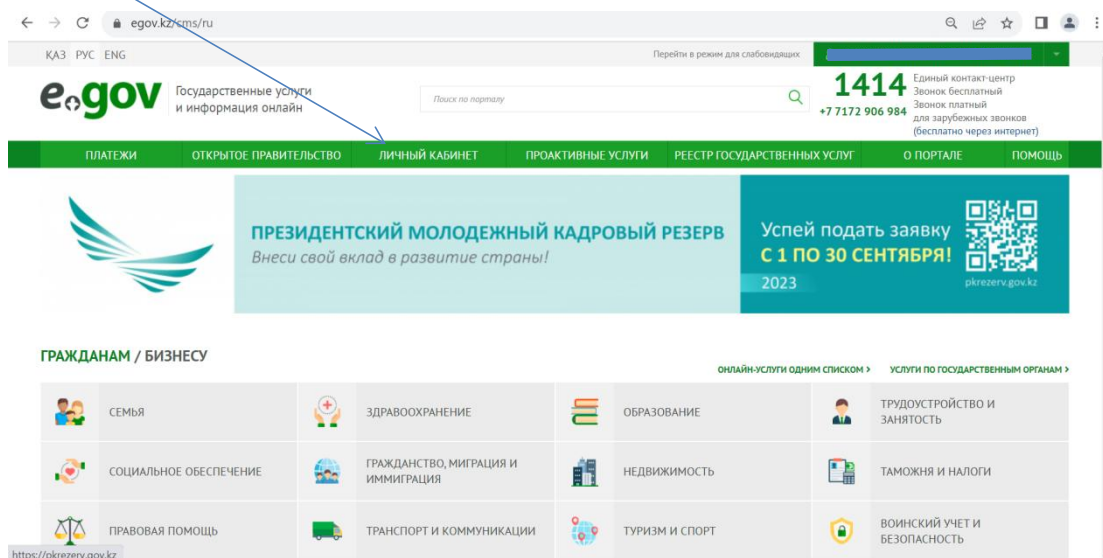 egov.kz/cms/ru
ҚАЗ РУС ENG
Перейти в режим для слабовидящих
egov
Государственные услуги
и информация онлайн
Поиск по порталу
1414
+7 7172 906 984
Единый контакт-центр
Звонок бесплатный
Звонок платный
для зарубежных звонков
(бесплатно через интернет)
ПЛАТЕЖИ ОТКРЫТОЕ ПРАВИТЕЛЬСТВО ЛИЧНЫЙ КАБИНЕТ ПРОАКТИВНЫЕ УСЛУГИ РЕЕСТР ГОСУДАРСТВЕННЫХ УСЛУГ О ПОРТАЛЕ ПОМОЩЬ
ПРЕЗИДЕНТСКИЙ МОЛОДЕЖНЫЙ КАДРОВЫЙ РЕЗЕРВ
Внеси свой вклад в развитие страны!
Успей подать заявку
С 1 ПО 30 СЕНТЯБРЯ!
2023
pkrezerv.gov.kz
ГРАЖДАНАМ / БИЗНЕСУ
ОНЛАЙН-УСЛУГИ ОДНИМ СПИСКОМ › УСЛУГИ ПО ГОСУДАРСТВЕННЫМ ОРГАНАМ ›
СЕМЬЯ
ЗДРАВООХРАНЕНИЕ
ОБРАЗОВАНИЕ
ТРУДОУСТРОЙСТВО И
ЗАНЯТОСТЬ
СОЦИАЛЬНОЕ ОБЕСПЕЧЕНИЕ
ГРАЖДАНСТВО, МИГРАЦИЯ И
ИММИГРАЦИЯ
НЕДВИЖИМОСТЬ
ТАМОЖНЯ И НАЛОГИ
ПРАВОВАЯ ПОМОЩЬ
ТРАНСПОРТ И КОММУНИКАЦИИ
ТУРИЗМ И СПОРТ
ВОИНСКИЙ УЧЕТ И
БЕЗОПАСНОСТЬ
https://pkrezerv.gov.kz